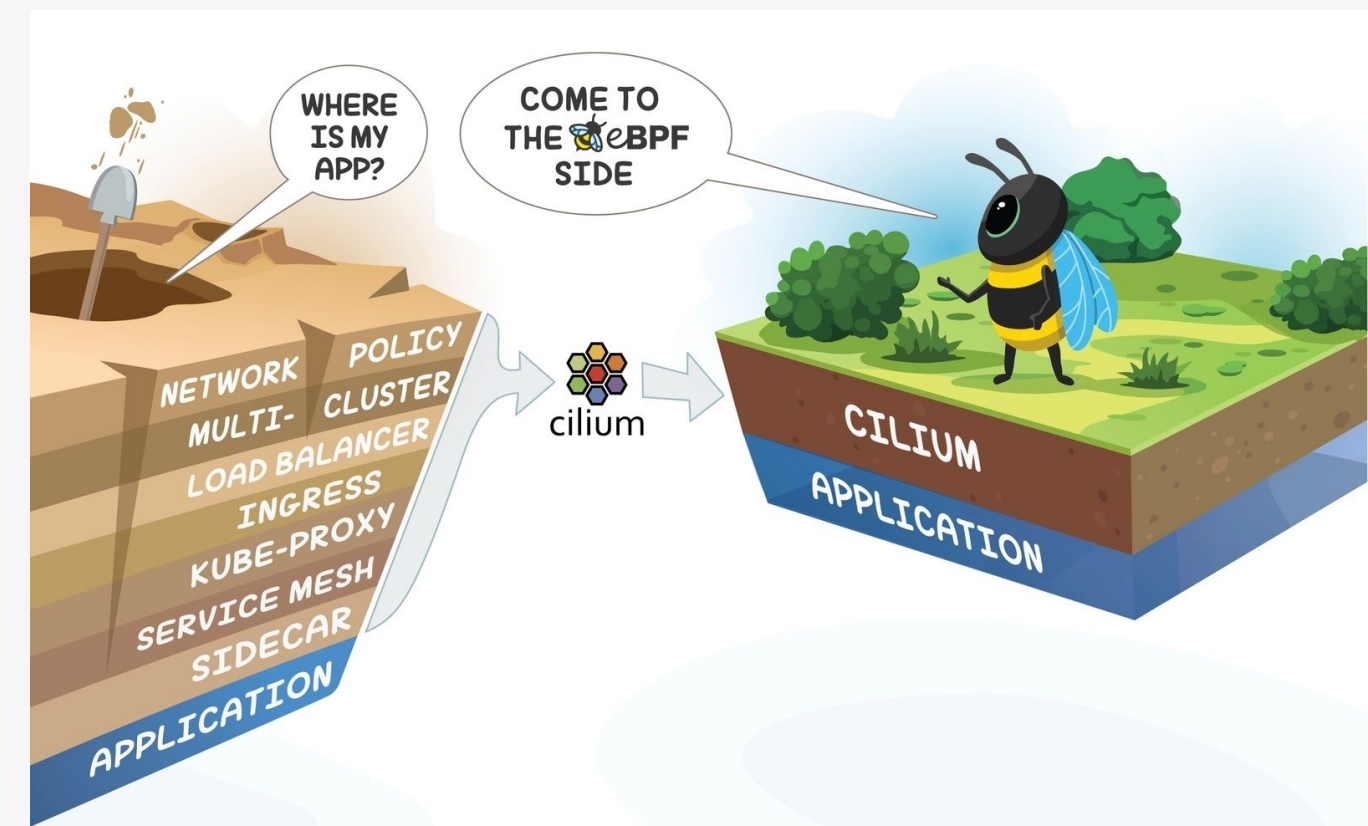 WHERE
IS MY
APP?
COME TO
THE eBPF
SIDE
NETWORK POLICY
MULTI- CLUSTER
LOAD BALANCER
INGRESS
KUBE-PROXY
SERVICE MESH
SIDECAR
APPLICATION
cilium
CILIUM
APPLICATION